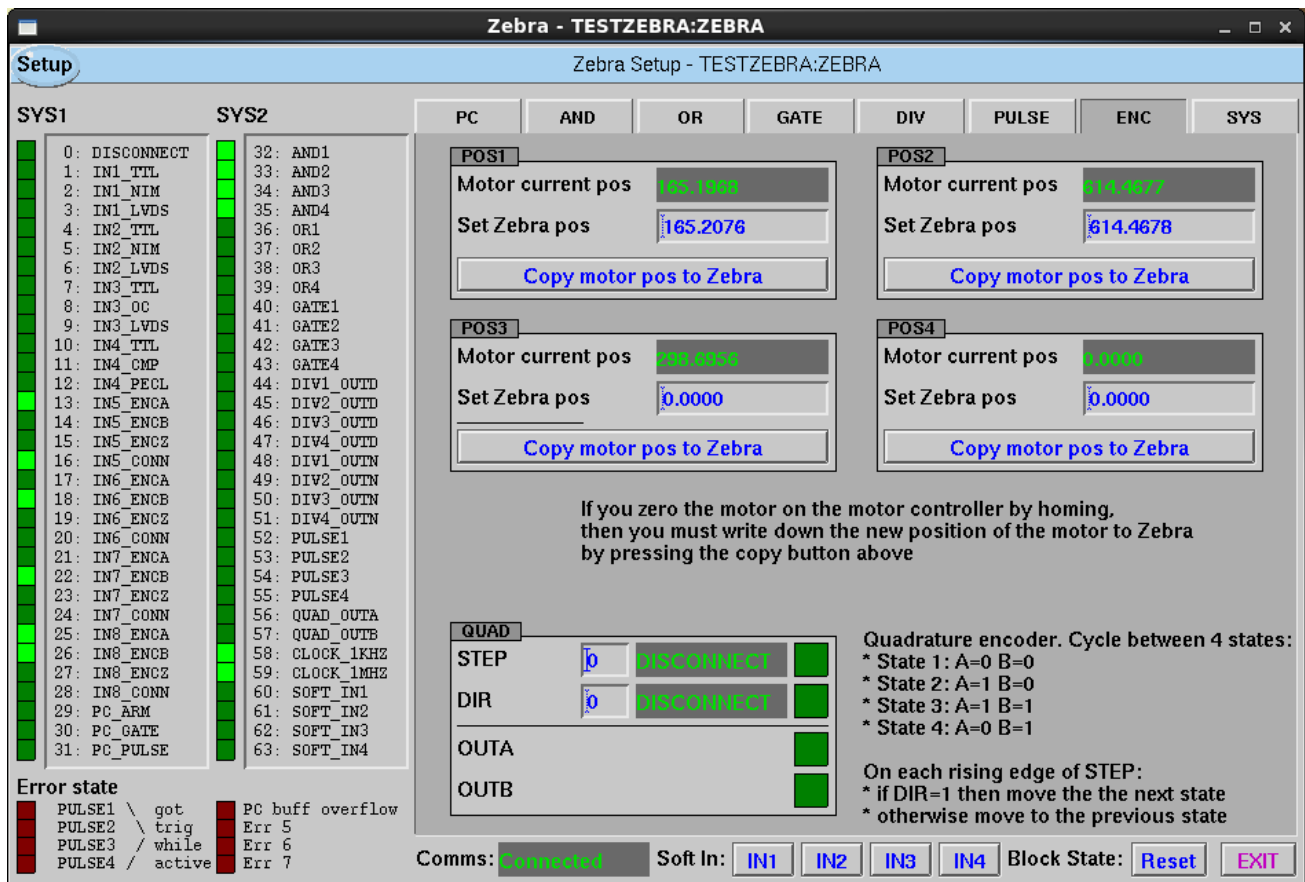 Zebra - TESTZEBRA:ZEBRA
Setup
Zebra Setup - TESTZEBRA:ZEBRA
SYS1
SYS2
0: DISCONNECT
1: IN1_TTL
2: IN1_NIM
3: IN1_LVDS
4: IN2_TTL
5: IN2_NIM
6: IN2_LVDS
7: IN3_TTL
8: IN3_OC
9: IN3_LVDS
10: IN4_TTL
11: IN4_CMP
12: IN4_PECL
13: IN5_ENCA
14: IN5_ENCB
15: IN5_ENCZ
16: IN5_CONN
17: IN6_ENCA
18: IN6_ENCB
19: IN6_ENCZ
20: IN6_CONN
21: IN7_ENCA
22: IN7_ENCB
23: IN7_ENCZ
24: IN7_CONN
25: IN8_ENCA
26: IN8_ENCB
27: IN8_ENCZ
28: IN8_CONN
29: PC_ARM
30: PC_GATE
31: PC_PULSE
32: AND1
33: AND2
34: AND3
35: AND4
36: OR1
37: OR2
38: OR3
39: OR4
40: GATE1
41: GATE2
42: GATE3
43: GATE4
44: DIV1_OUTD
45: DIV2_OUTD
46: DIV3_OUTD
47: DIV4_OUTD
48: DIV1_OUTN
49: DIV2_OUTN
50: DIV3_OUTN
51: DIV4_OUTN
52: PULSE1
53: PULSE2
54: PULSE3
55: PULSE4
56: QUAD_OUTA
57: QUAD_OUTB
58: CLOCK_1KHZ
59: CLOCK_1MHZ
60: SOFT_IN1
61: SOFT_IN2
62: SOFT_IN3
63: SOFT_IN4
Error state
PULSE1 \ got
PULSE2 \ trig
PULSE3 / while
PULSE4 / active
PC buff overflow
Err 5
Err 6
Err 7
PC AND OR GATE DIV PULSE ENC SYS
POS1
Motor current pos 165.1968
Set Zebra pos 165.2076
Copy motor pos to Zebra
POS2
Motor current pos 614.4677
Set Zebra pos 614.4678
Copy motor pos to Zebra
POS3
Motor current pos 298.6956
Set Zebra pos 0.0000
Copy motor pos to Zebra
POS4
Motor current pos 0.0000
Set Zebra pos 0.0000
Copy motor pos to Zebra
If you zero the motor on the motor controller by homing,
then you must write down the new position of the motor to Zebra
by pressing the copy button above
QUAD
STEP 0 DISCONNECT
DIR 0 DISCONNECT
OUTA
OUTB
Quadrature encoder. Cycle between 4 states:
* State 1: A=0 B=0
* State 2: A=1 B=0
* State 3: A=1 B=1
* State 4: A=0 B=1
On each rising edge of STEP:
* if DIR=1 then move the the next state
* otherwise move to the previous state
Comms: Connected Soft In: IN1 IN2 IN3 IN4 Block State: Reset EXIT